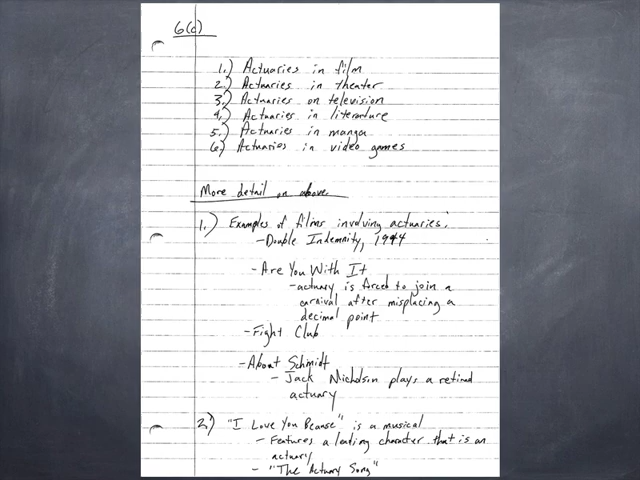 6(c)
1.) Actuaries in film
2.) Actuaries in theater
3.) Actuaries on television
4.) Actuaries in literature
5.) Actuaries in manga
6.) Actuaries in video games
More detail on above
1.) Examples of films involving actuaries:
- Double Indemnity, 1944
- Are You With It
- actuary is forced to join a
carnival after misplacing a
decimal point
- Fight Club
- About Schmidt
- Jack Nicholson plays a retired
actuary
2.) "I Love You Beanse" is a musical
- Features a leading character that is an
actuary
- "The Actuary Song"